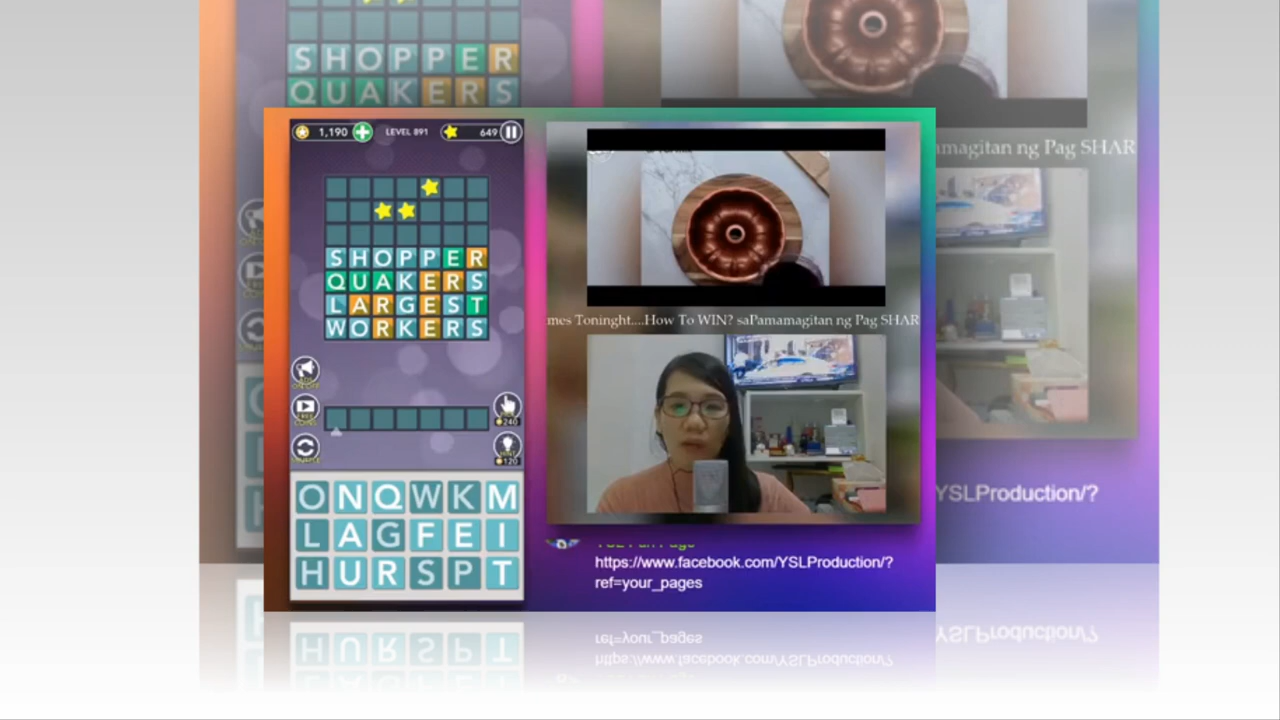 SHOPPER
QUAKERS
1,190 LEVEL 891 649
SHOPPER
QUAKERS
LARGEST
WORKERS
240
120
ONQWKM
LAGFEI
HURSPT
mes Toninght....How To WIN? saPamamagitan ng Pag SHAR
https://www.facebook.com/YSLProduction/?
ref=your_pages
amagitan ng Pag SHAR
YSLProduction/?